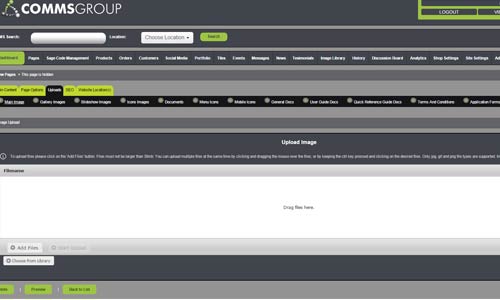 COMMSGROUP
LOGOUT
Search: Location: Choose Location Search
Dashboard Pages Sage Code Management Products Orders Customers Social Media Portfolio Tiles Events Messages News Testimonials Image Library History Discussion Board Analytics Shop Settings Site Settings
Pages > This page is hidden
Content Page Options Uploads SEO Website Location(s)
Main Image Gallery Images Slideshow Images Icons Images Documents Menu Icons Mobile Icons General Docs User Guide Docs Quick Reference Guide Docs Terms And Conditions Application Forms
Image Upload
Upload Image
To upload files please click on the 'Add Files' button. Files must not be larger than You can upload multiple files at the same time by clicking and dragging the mouse over the files, or by keeping the ctrl key pressed and clicking on the desired files. Only jpg, gif and png file types are supported.
Filename
Drag files here.
Add Files Start Upload
Choose from Library
| Preview | Back to List